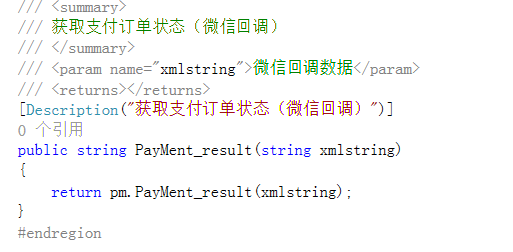 /// <summary>
/// 获取支付订单状态（微信回调）
/// </summary>
/// <param name="xmlstring">微信回调数据</param>
/// <returns></returns>
[Description("获取支付订单状态（微信回调）")]
0 个引用
public string PayMent_result(string xmlstring)
{
    return pm.PayMent_result(xmlstring);
}
#endregion